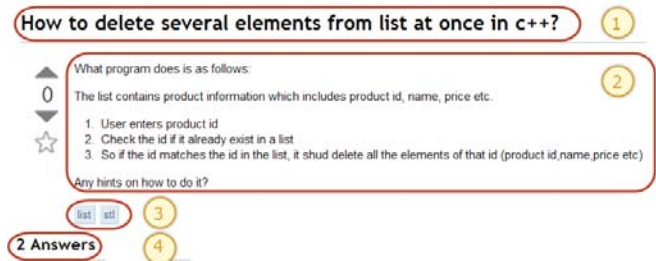 How to delete several elements from list at once in c++? 1
What program does is as follows:
2
0 The list contains product information which includes product id, name, price etc.
1. User enters product id
2. Check the id if it already exist in a list
3. So if the id matches the id in the list, it shud delete all the elements of that id (product id,name,price etc)
Any hints on how to do it?
list stl 3
2 Answers 4